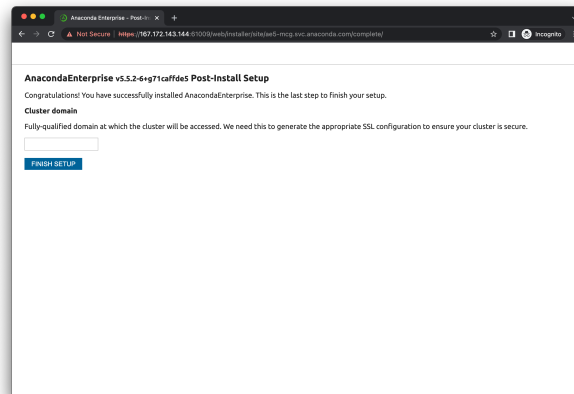 Anaconda Enterprise - Post-In
Not Secure | https://167.172.143.144:61009/web/installer/site/ae5-mcg.svc.anaconda.com/complete/
Incognito
AnacondaEnterprise v5.5.2-6+g71caffde5 Post-Install Setup
Congratulations! You have successfully installed AnacondaEnterprise. This is the last step to finish your setup.
Cluster domain
Fully-qualified domain at which the cluster will be accessed. We need this to generate the appropriate SSL configuration to ensure your cluster is secure.
FINISH SETUP